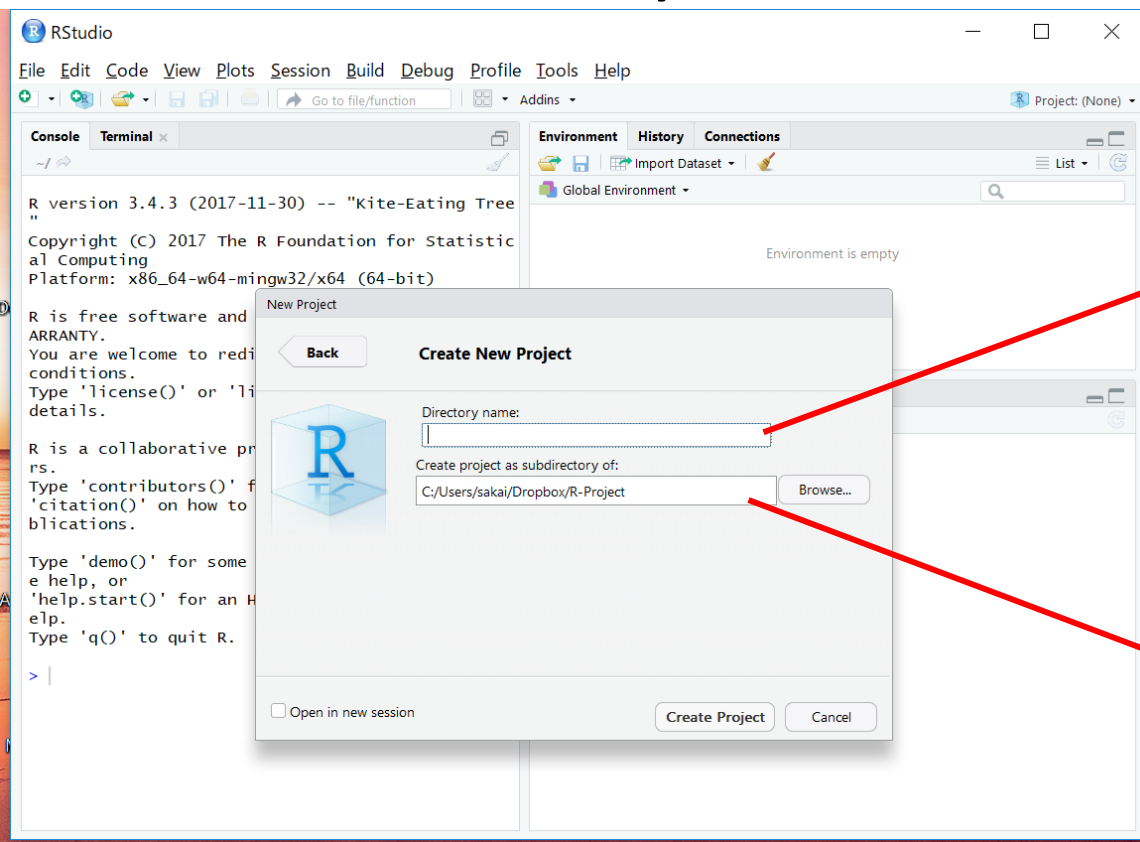 RStudio
File Edit Code View Plots Session Build Debug Profile Tools Help
Go to file/function
Addins
Project: (None)
Console Terminal
~/
R version 3.4.3 (2017-11-30) -- "Kite-Eating Tree
"
Copyright (C) 2017 The R Foundation for Statistic
al Computing
Platform: x86_64-w64-mingw32/x64 (64-bit)
R is free software and
ARRANTY.
You are welcome to redi
conditions.
Type 'license()' or 'li
details.
R is a collaborative pr
rs.
Type 'contributors()' f
'citation()' on how to
blications.
Type 'demo()' for some
e help, or
'help.start()' for an H
elp.
Type 'q()' to quit R.
>
Environment History Connections
Import Dataset
List
Global Environment
Environment is empty
New Project
Back
Create New Project
R
Directory name:
Create project as subdirectory of:
C:/Users/sakai/Dropbox/R-Project
Browse...
Open in new session
Create Project
Cancel